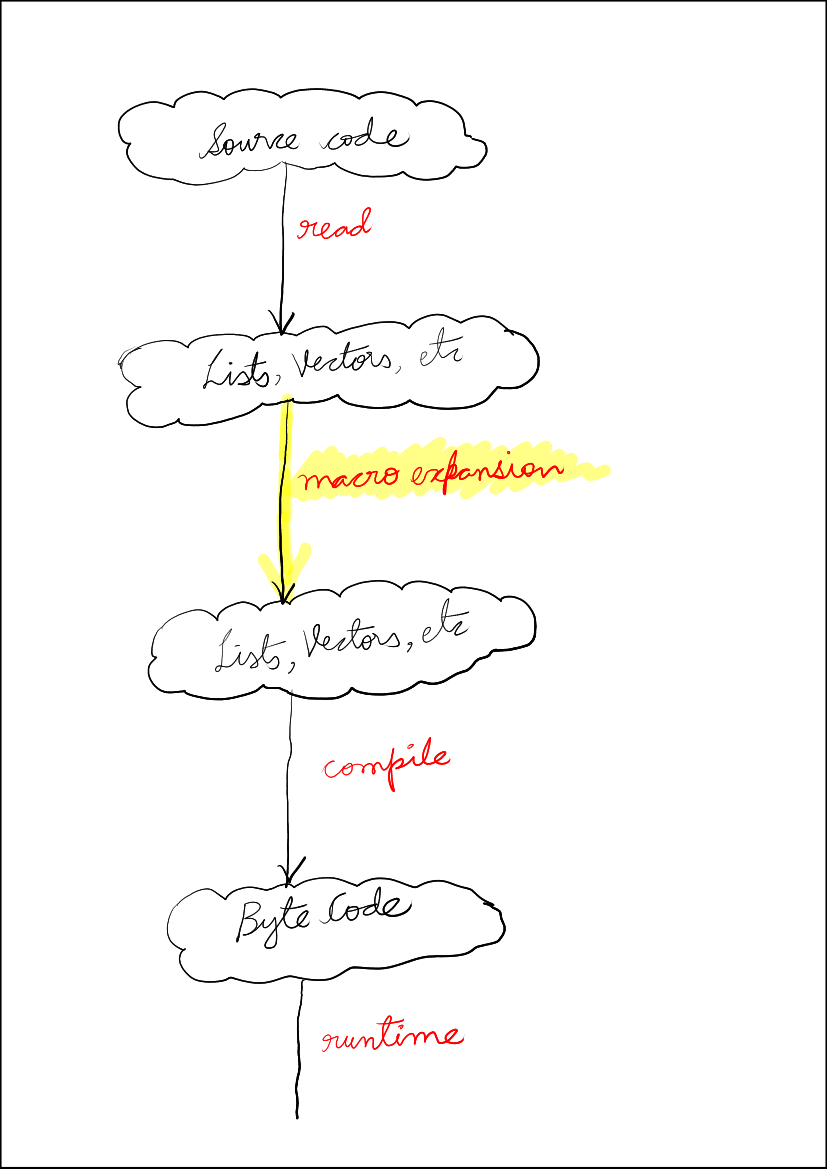 Source code
read
Lists, Vectors, etc
macro expansion
Lists, Vectors, etc
compile
Byte Code
runtime